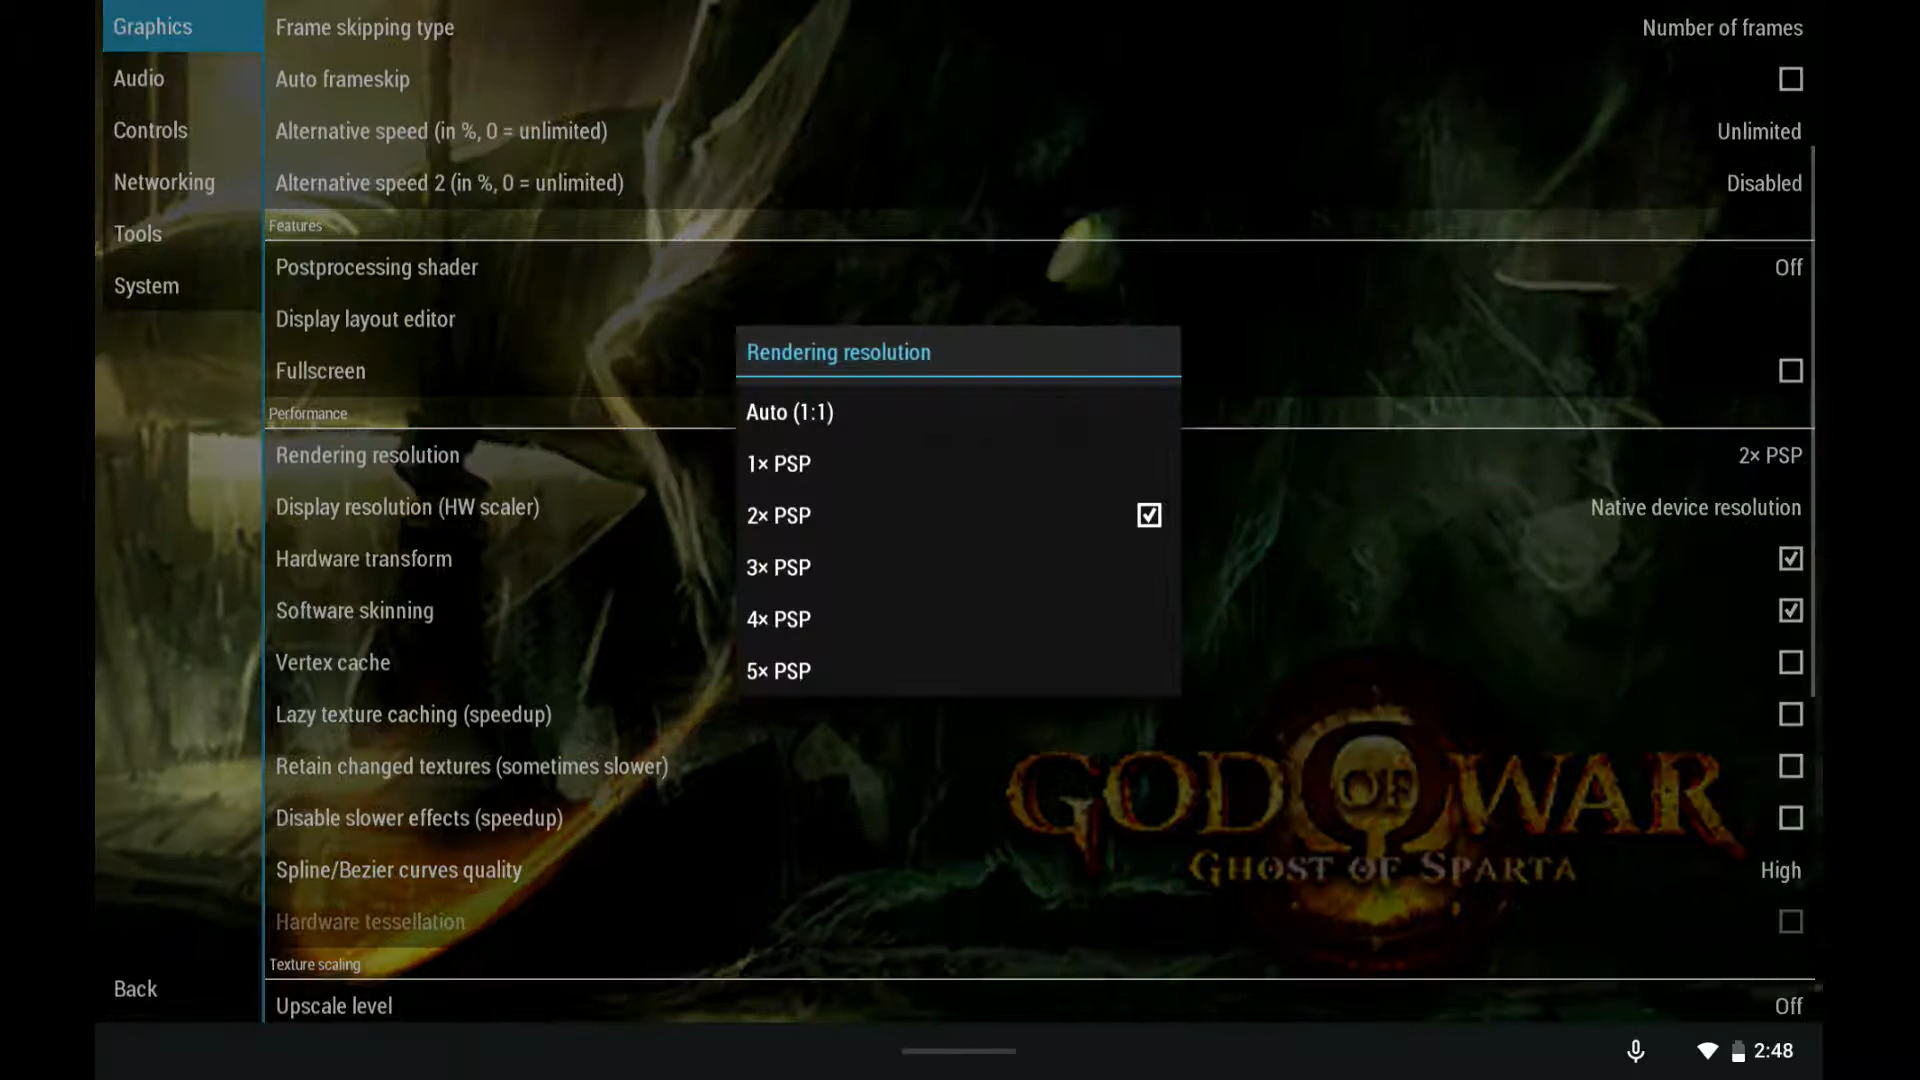 Graphics
Audio
Controls
Networking
Tools
System
Back
Frame skipping type Number of frames
Auto frameskip
Alternative speed (in %, 0 = unlimited) Unlimited
Alternative speed 2 (in %, 0 = unlimited) Disabled
Features
Postprocessing shader Off
Display layout editor
Fullscreen
Performance
Rendering resolution 2× PSP
Display resolution (HW scaler) Native device resolution
Hardware transform
Software skinning
Vertex cache
Lazy texture caching (speedup)
Retain changed textures (sometimes slower)
Disable slower effects (speedup)
Spline/Bezier curves quality High
Hardware tessellation
Texture scaling
Upscale level Off
Rendering resolution
Auto (1:1)
1× PSP
2× PSP
3× PSP
4× PSP
5× PSP
GOD OF WAR
GHOST OF SPARTA
2:48